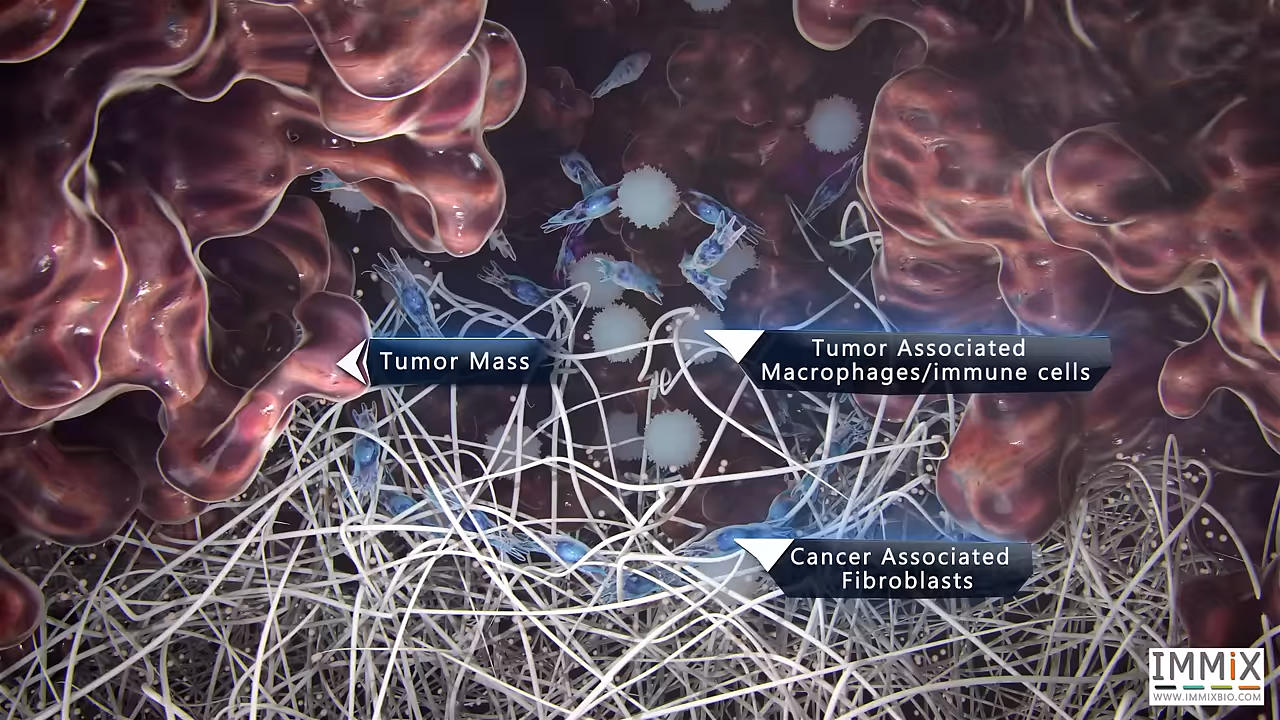 Tumor Mass
Tumor Associated
Macrophages/immune cells
Cancer Associated
Fibroblasts
IMMiX
WWW.IMMIXBIO.COM